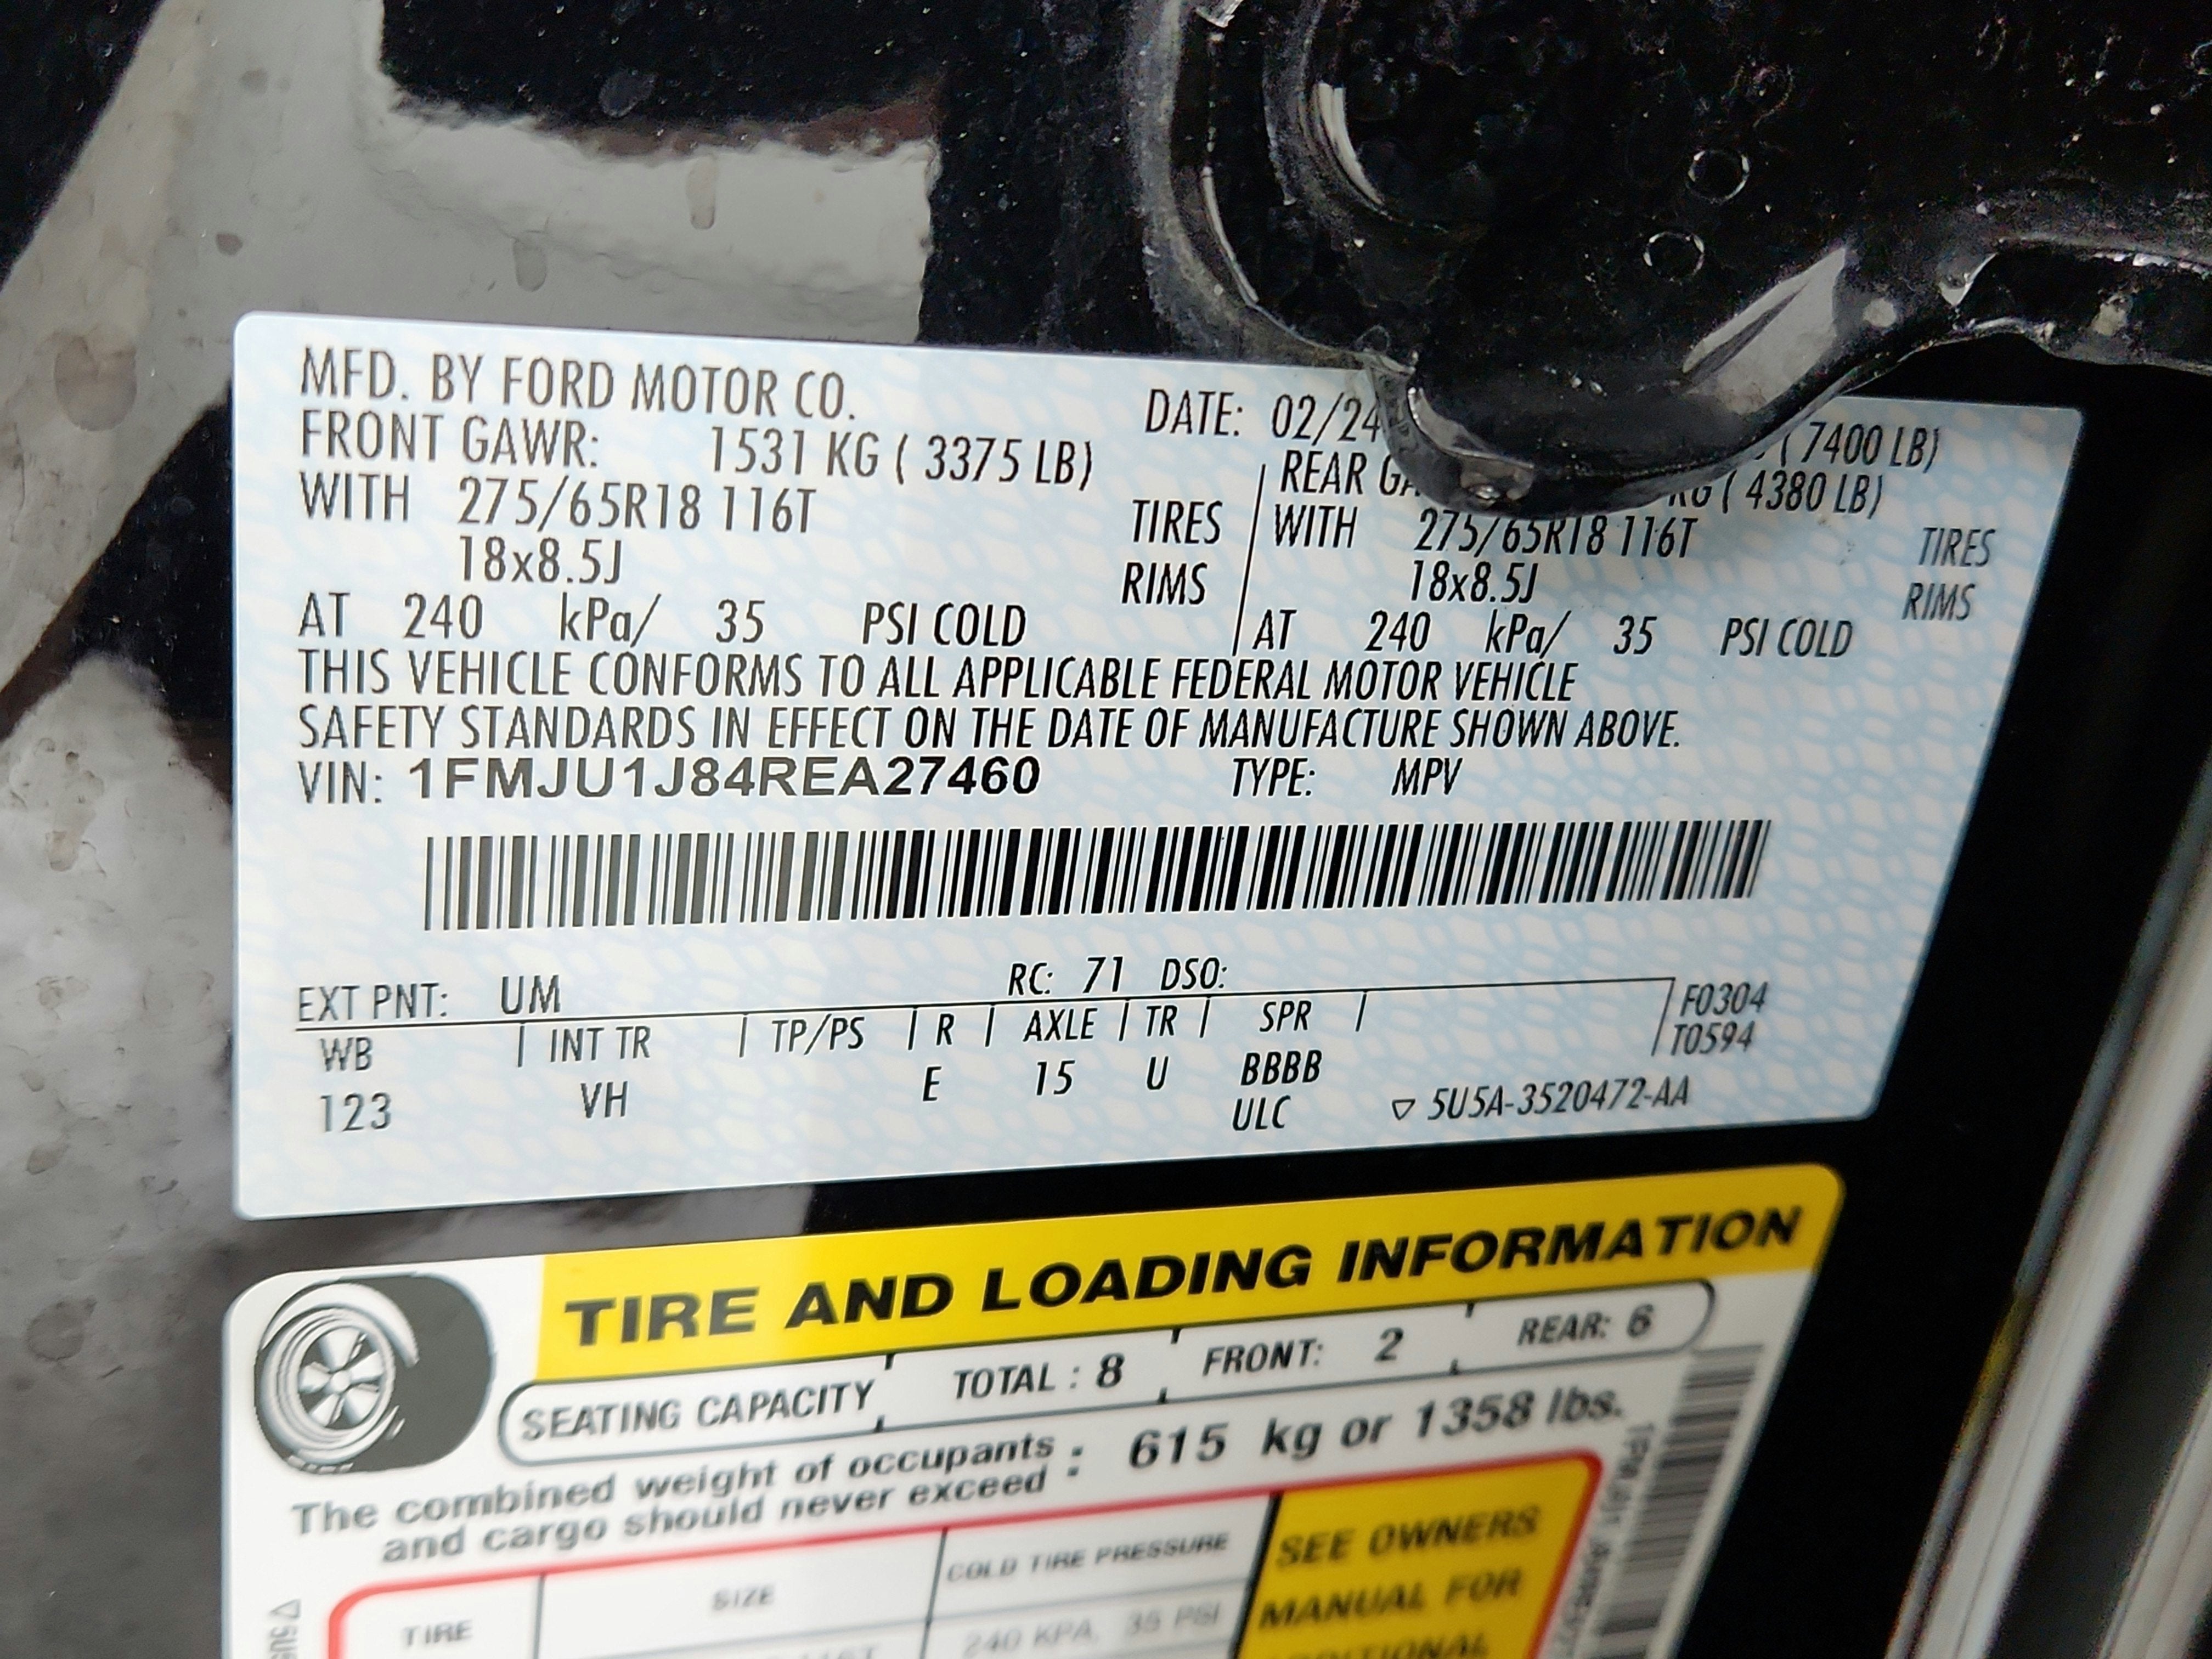 MFD. BY FORD MOTOR CO.
DATE: 02/24
( 7400 LB)
FRONT GAWR: 1531 KG ( 3375 LB)
REAR
KG ( 4380 LB)
WITH 275/65R18 116T TIRES
WITH 275/65R18 116T TIRES
18x8.5J RIMS
18x8.5J RIMS
AT 240 kPa/ 35 PSI COLD
AT 240 kPa/ 35 PSI COLD
THIS VEHICLE CONFORMS TO ALL APPLICABLE FEDERAL MOTOR VEHICLE
SAFETY STANDARDS IN EFFECT ON THE DATE OF MANUFACTURE SHOWN ABOVE.
VIN: 1FMJU1J84REA27460 TYPE: MPV
EXT PNT: UM RC: 71 DSO:
WB | INT TR | TP/PS | R | AXLE | TR | SPR | F0304
T0594
123 VH E 15 U BBBB
ULC ▽ 5U5A-3520472-AA
TIRE AND LOADING INFORMATION
SEATING CAPACITY TOTAL : 8 FRONT: 2 REAR: 6
The combined weight of occupants
and cargo should never exceed : 615 kg or 1358 lbs.
TIRE SIZE COLD TIRE PRESSURE
240 KPA, 35 PSI
SEE OWNERS
MANUAL FOR